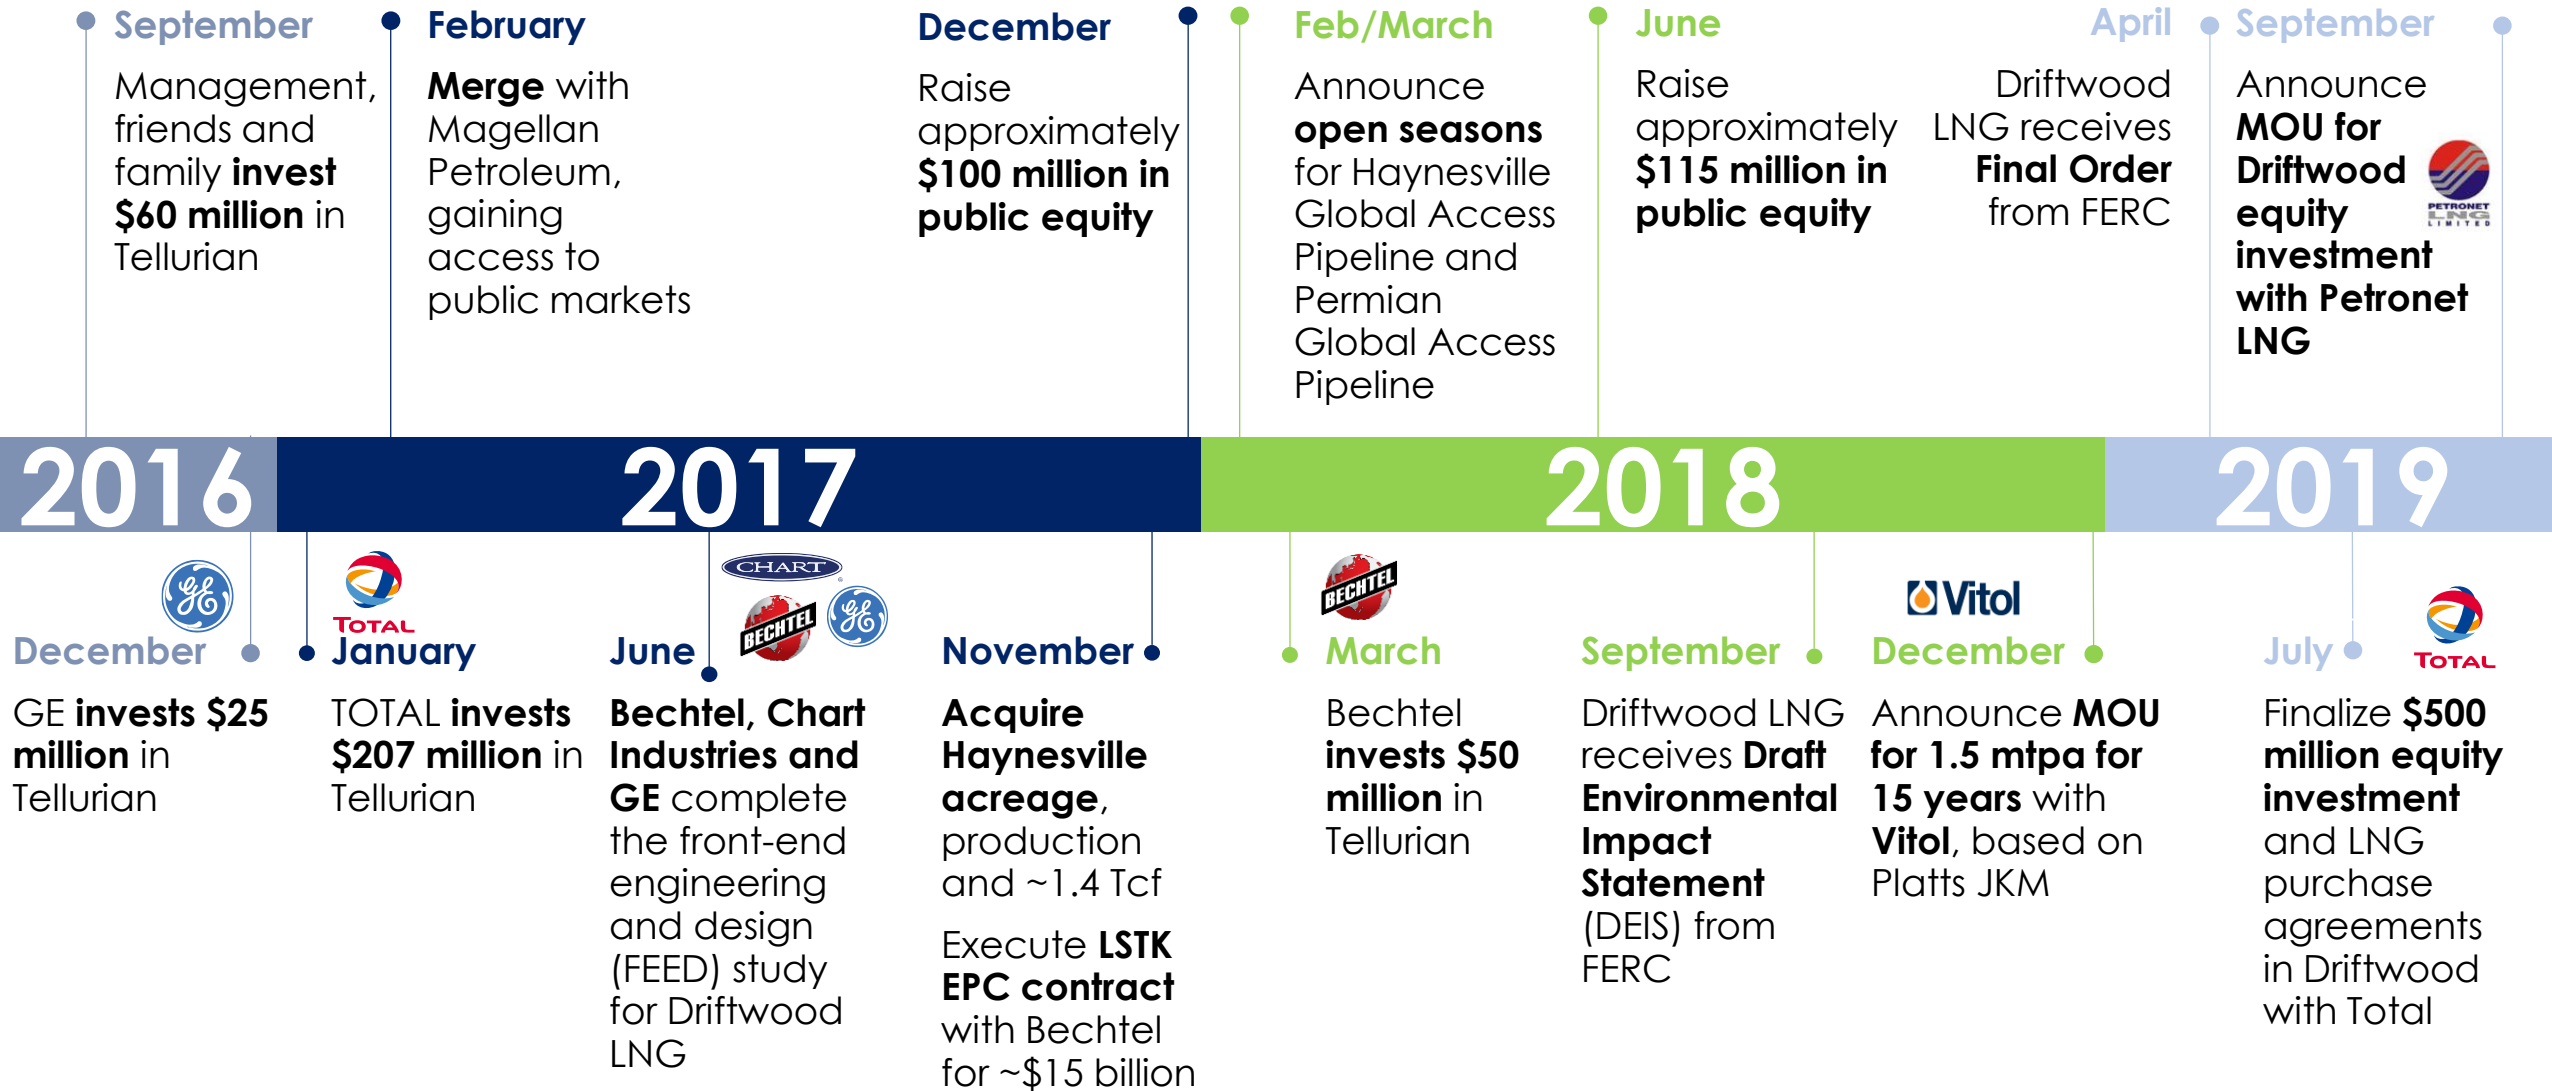 September
Management,
friends and
family invest
$60 million in
Tellurian
February
Merge with
Magellan
Petroleum,
gaining
access to
public markets
December
Raise
approximately
$100 million in
public equity
Feb/March
Announce
open seasons
for Haynesville
Global Access
Pipeline and
Permian
Global Access
Pipeline
June
Raise
approximately
$115 million in
public equity
April
Driftwood
LNG receives
Final Order
from FERC
September
Announce
MOU for
Driftwood
equity
investment
with Petronet
LNG
PETRONET
LNG
LIMITED
2016
2017
2018
2019
GE
December
GE invests $25
million in
Tellurian
TOTAL
January
TOTAL invests
$207 million in
Tellurian
CHART
BECHTEL
GE
June
Bechtel, Chart
Industries and
GE complete
the front-end
engineering
and design
(FEED) study
for Driftwood
LNG
November
Acquire
Haynesville
acreage,
production
and ~1.4 Tcf
Execute LSTK
EPC contract
with Bechtel
for ~$15 billion
BECHTEL
March
Bechtel
invests $50
million in
Tellurian
September
Driftwood LNG
receives Draft
Environmental
Impact
Statement
(DEIS) from
FERC
Vitol
December
Announce MOU
for 1.5 mtpa for
15 years with
Vitol, based on
Platts JKM
July
TOTAL
Finalize $500
million equity
investment
and LNG
purchase
agreements
in Driftwood
with Total